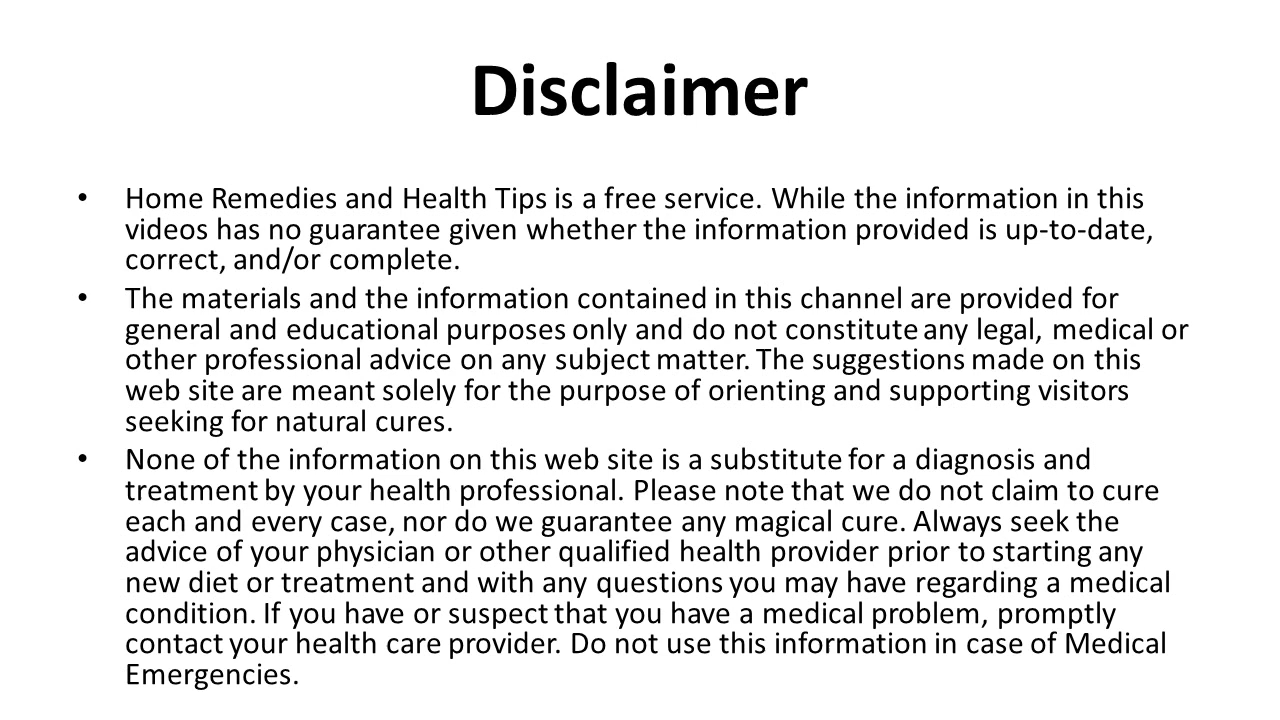 Disclaimer
• Home Remedies and Health Tips is a free service. While the information in this
videos has no guarantee given whether the information provided is up-to-date,
correct, and/or complete.
• The materials and the information contained in this channel are provided for
general and educational purposes only and do not constitute any legal, medical or
other professional advice on any subject matter. The suggestions made on this
web site are meant solely for the purpose of orienting and supporting visitors
seeking for natural cures.
• None of the information on this web site is a substitute for a diagnosis and
treatment by your health professional. Please note that we do not claim to cure
each and every case, nor do we guarantee any magical cure. Always seek the
advice of your physician or other qualified health provider prior to starting any
new diet or treatment and with any questions you may have regarding a medical
condition. If you have or suspect that you have a medical problem, promptly
contact your health care provider. Do not use this information in case of Medical
Emergencies.